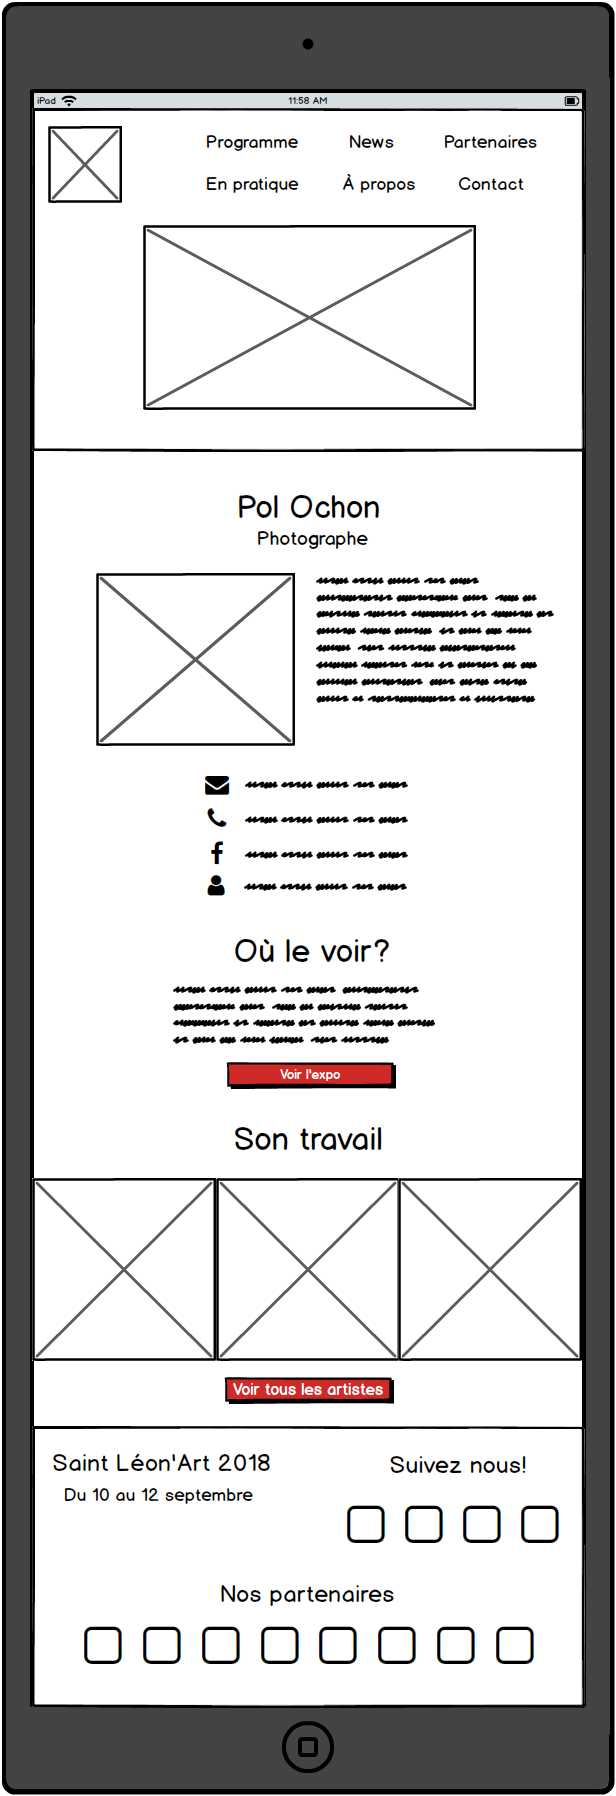 iPad 11:58 AM
Programme News Partenaires
En pratique À propos Contact
Pol Ochon
Photographe
Où le voir?
Voir l'expo
Son travail
Voir tous les artistes
Saint Léon'Art 2018 Suivez nous!
Du 10 au 12 septembre
Nos partenaires